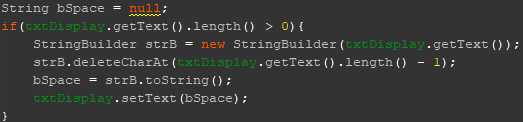 String bSpace = null;
if(txtDisplay.getText().length() > 0){
    StringBuilder strB = new StringBuilder(txtDisplay.getText());
    strB.deleteCharAt(txtDisplay.getText().length() - 1);
    bSpace = strB.toString();
    txtDisplay.setText(bSpace);
}